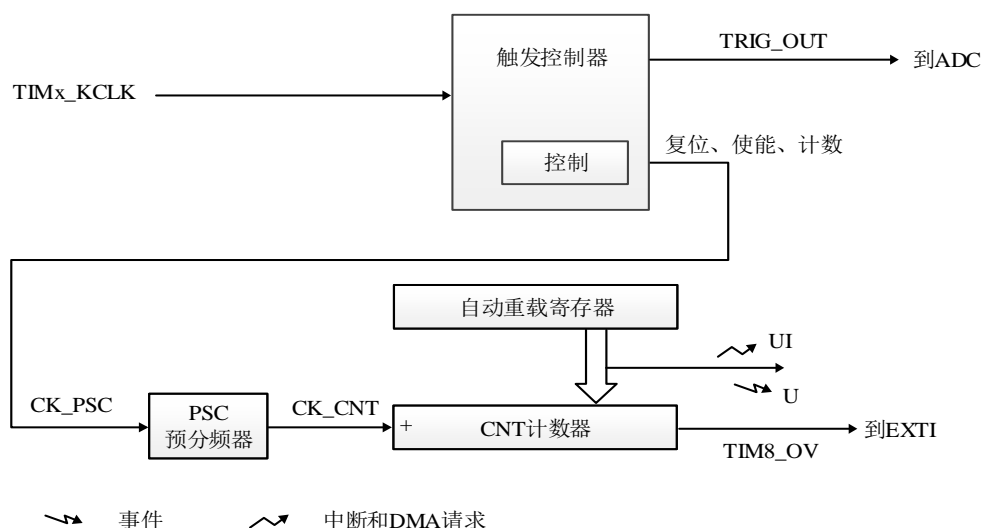 触发控制器
TRIG_OUT
到ADC
TIMx_KCLK
控制
复位、使能、计数
自动重载寄存器
UI
U
CK_PSC
PSC
预分频器
CK_CNT
+
CNT计数器
TIM8_OV
到EXTI
事件
中断和DMA请求